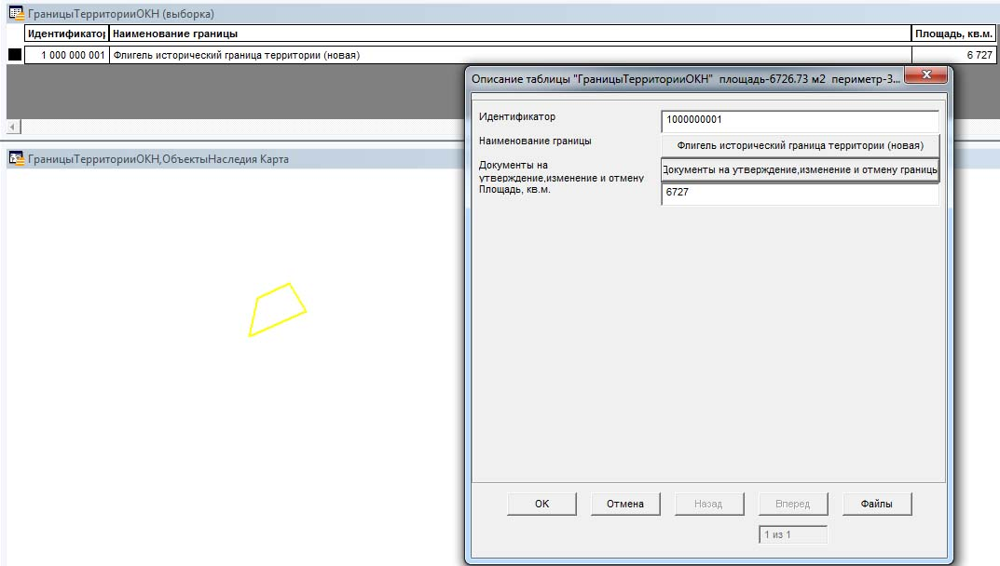 ГраницыТерриторииОКН (выборка)
Идентификатор Наименование границы Площадь, кв.м.
1 000 000 001 Флигель исторический граница территории (новая) 6 727
Описание таблицы "ГраницыТерриторииОКН" площадь-6726.73 м2 периметр-3...
Идентификатор 1000000001
Наименование границы Флигель исторический граница территории (новая)
Документы на
утверждение,изменение и отмену Документы на утверждение,изменение и отмену границы
Площадь, кв.м. 6727
ГраницыТерриторииОКН,ОбъектыНаследия Карта
ОК Отмена Назад Вперед Файлы
1 из 1